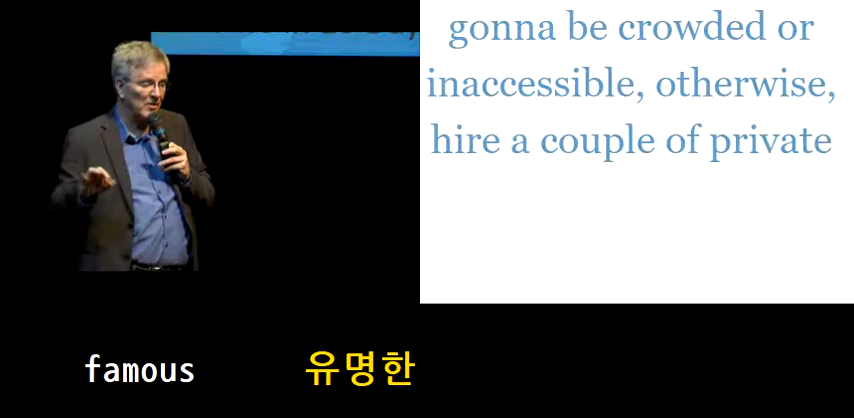 gonna be crowded or
inaccessible, otherwise,
hire a couple of private
famous 유명한